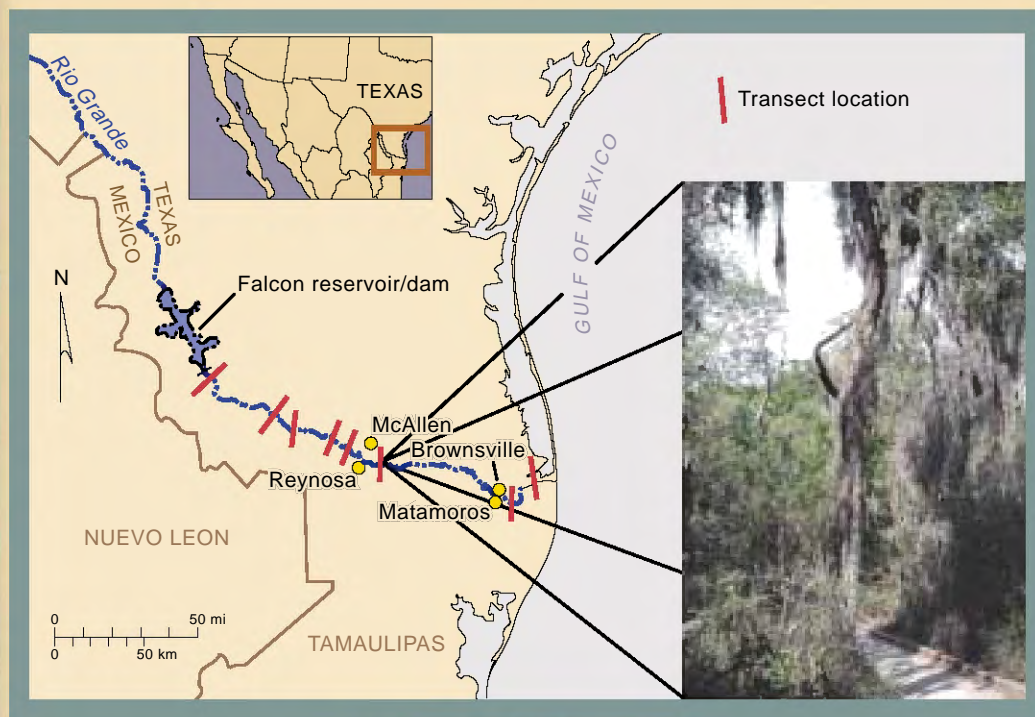 Rio Grande
TEXAS
Transect location
TEXAS
MEXICO
GULF OF MEXICO
N
Falcon reservoir/dam
McAllen
Brownsville
Reynosa
Matamoros
NUEVO LEON
0 50 mi
0 50 km
TAMAULIPAS